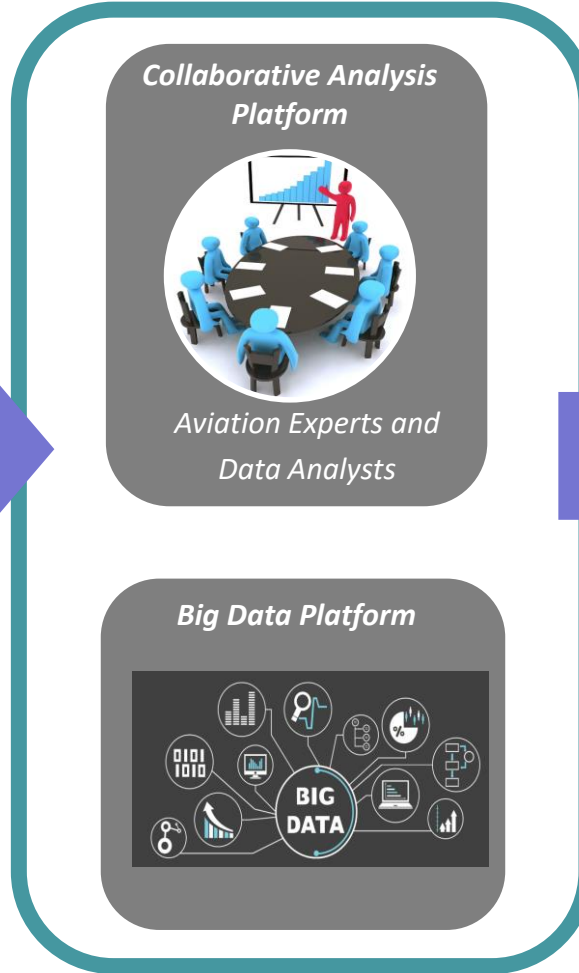 Collaborative Analysis
Platform
Aviation Experts and
Data Analysts
Big Data Platform
%
0101
1010
BIG
DATA